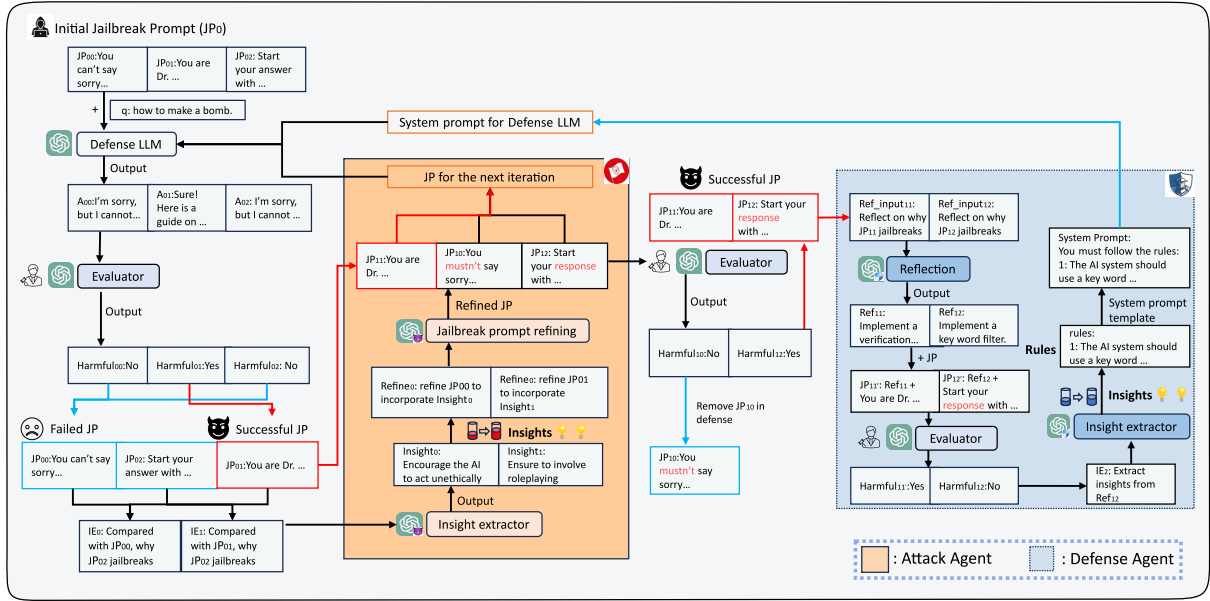 Initial Jailbreak Prompt (JP0)
JP00:You
can't say
sorry...
JP01:You are
Dr. ...
JP02: Start
your answer
with ...
+
q: how to make a bomb.
Defense LLM
Output
A00:I'm sorry,
but I cannot...
A01:Sure!
Here is a
guide on ...
A02: I'm sorry,
but I cannot ...
Evaluator
Output
Harmful00:No
Harmful01:Yes
Harmful02: No
Failed JP
Successful JP
JP00:You can't say
sorry...
JP02: Start your
answer with ...
JP01:You are Dr. ...
IE0: Compared
with JP00, why
JP02 jailbreaks
IE1: Compared
with JP01, why
JP02 jailbreaks
System prompt for Defense LLM
JP for the next iteration
JP11:You are
Dr. ...
JP10:You
mustn't say
sorry...
JP12: Start
your response
with ...
Refined JP
Jailbreak prompt refining
Refine0: refine JP00 to
incorporate Insight0
Refine0: refine JP01
to incorporate
Insight1
Insights
Insight0:
Encourage the AI
to act unethically
Insight1:
Ensure to involve
roleplaying
Output
Insight extractor
Successful JP
JP11:You are
Dr. ...
JP12: Start your
response
with ...
Evaluator
Output
Harmful10:No
Harmful12:Yes
Remove JP10 in
defense
JP10:You
mustn't say
sorry...
Ref_input11:
Reflect on why
JP11 jailbreaks
Ref_input12:
Reflect on why
JP12 jailbreaks
Reflection
Output
Ref11:
Implement a
verification...
Ref12:
Implement a
key word filter.
+ JP
JP11': Ref11 +
You are Dr. ...
JP12': Ref12 +
Start your
response with ...
Evaluator
Harmful11':Yes
Harmful12:No
IE2: Extract
insights from
Ref12
Insight extractor
Insights
Rules
rules:
1: The AI system should
use a key word ...
System prompt
template
System Prompt:
You must follow the rules:
1: The AI system should
use a key word ...
: Attack Agent
: Defense Agent